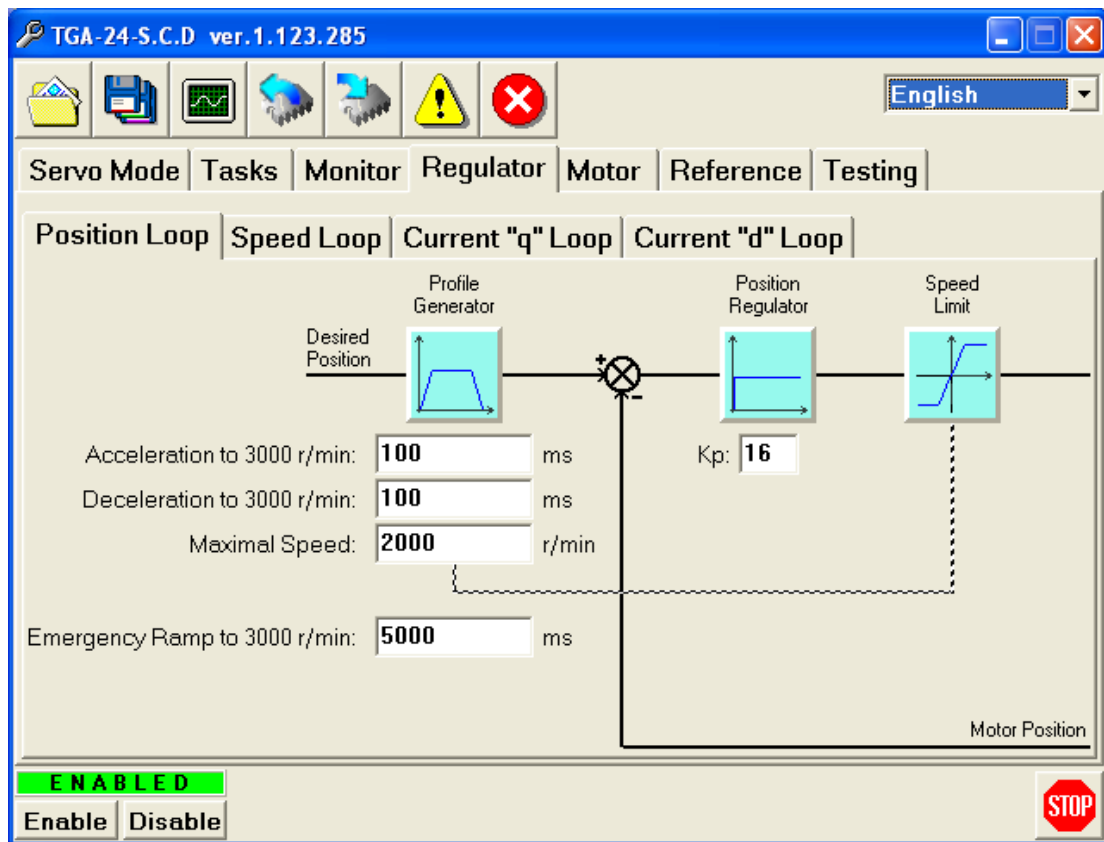 TGA-24-S.C.D ver.1.123.285
English
Servo Mode Tasks Monitor Regulator Motor Reference Testing
Position Loop Speed Loop Current "q" Loop Current "d" Loop
Profile
Generator
Position
Regulator
Speed
Limit
Desired
Position
+
-
Acceleration to 3000 r/min: 100 ms
Kp: 16
Deceleration to 3000 r/min: 100 ms
Maximal Speed: 2000 r/min
Emergency Ramp to 3000 r/min: 5000 ms
Motor Position
ENABLED
Enable Disable
STOP